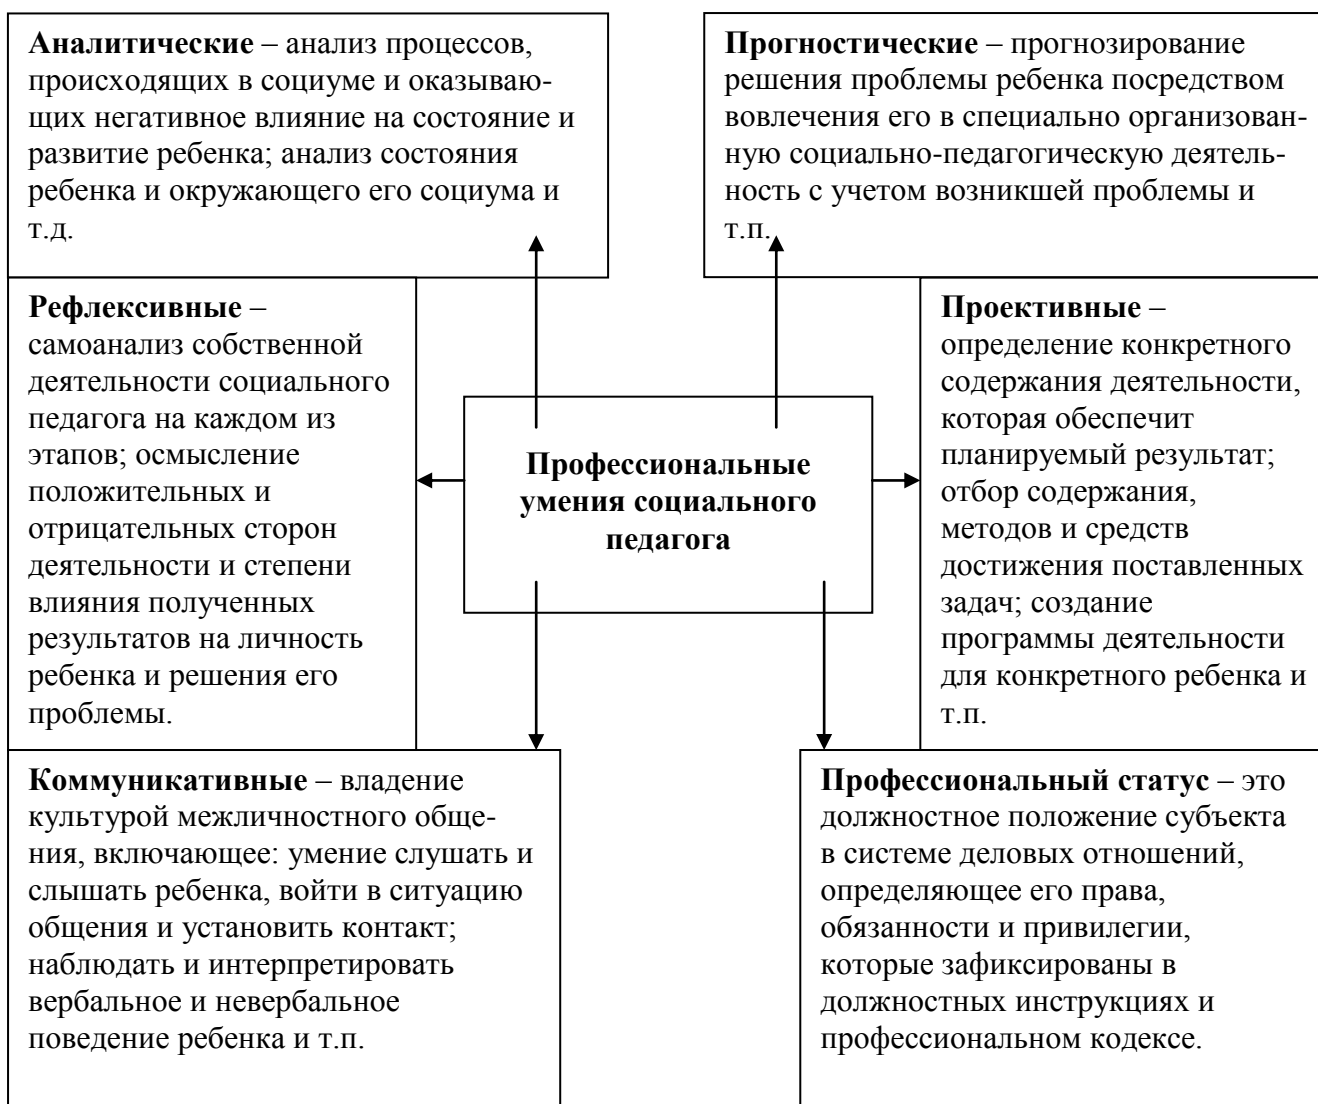 Аналитические – анализ процессов,
происходящих в социуме и оказываю-
щих негативное влияние на состояние и
развитие ребенка; анализ состояния
ребенка и окружающего его социума и
т.д.
Прогностические – прогнозирование
решения проблемы ребенка посредством
вовлечения его в специально организован-
ную социально-педагогическую деятель-
ность с учетом возникшей проблемы и
т.п.
Рефлексивные –
самоанализ собственной
деятельности социального
педагога на каждом из
этапов; осмысление
положительных и
отрицательных сторон
деятельности и степени
влияния полученных
результатов на личность
ребенка и решения его
проблемы.
Профессиональные
умения социального
педагога
Проективные –
определение конкретного
содержания деятельности,
которая обеспечит
планируемый результат;
отбор содержания,
методов и средств
достижения поставленных
задач; создание
программы деятельности
для конкретного ребенка и
т.п.
Коммуникативные – владение
культурой межличностного обще-
ния, включающее: умение слушать и
слышать ребенка, войти в ситуацию
общения и установить контакт;
наблюдать и интерпретировать
вербальное и невербальное
поведение ребенка и т.п.
Профессиональный статус – это
должностное положение субъекта
в системе деловых отношений,
определяющее его права,
обязанности и привилегии,
которые зафиксированы в
должностных инструкциях и
профессиональном кодексе.